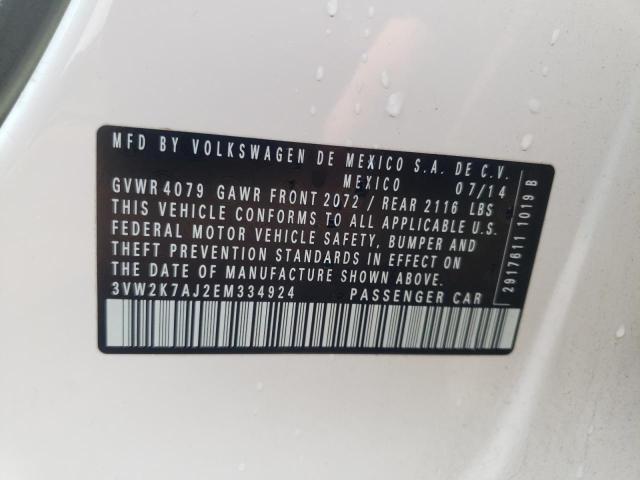 MFD BY VOLKSWAGEN DE MEXICO S.A. DE C.V.
MEXICO 07/14
GVWR 4079 GAWR FRONT 2072 / REAR 2116 LBS
THIS VEHICLE CONFORMS TO ALL APPLICABLE U.S.
FEDERAL MOTOR VEHICLE SAFETY, BUMPER AND
THEFT PREVENTION STANDARDS IN EFFECT ON
THE DATE OF MANUFACTURE SHOWN ABOVE.
3VW2K7AJ2EM334924 PASSENGER CAR
2917611 1019 B